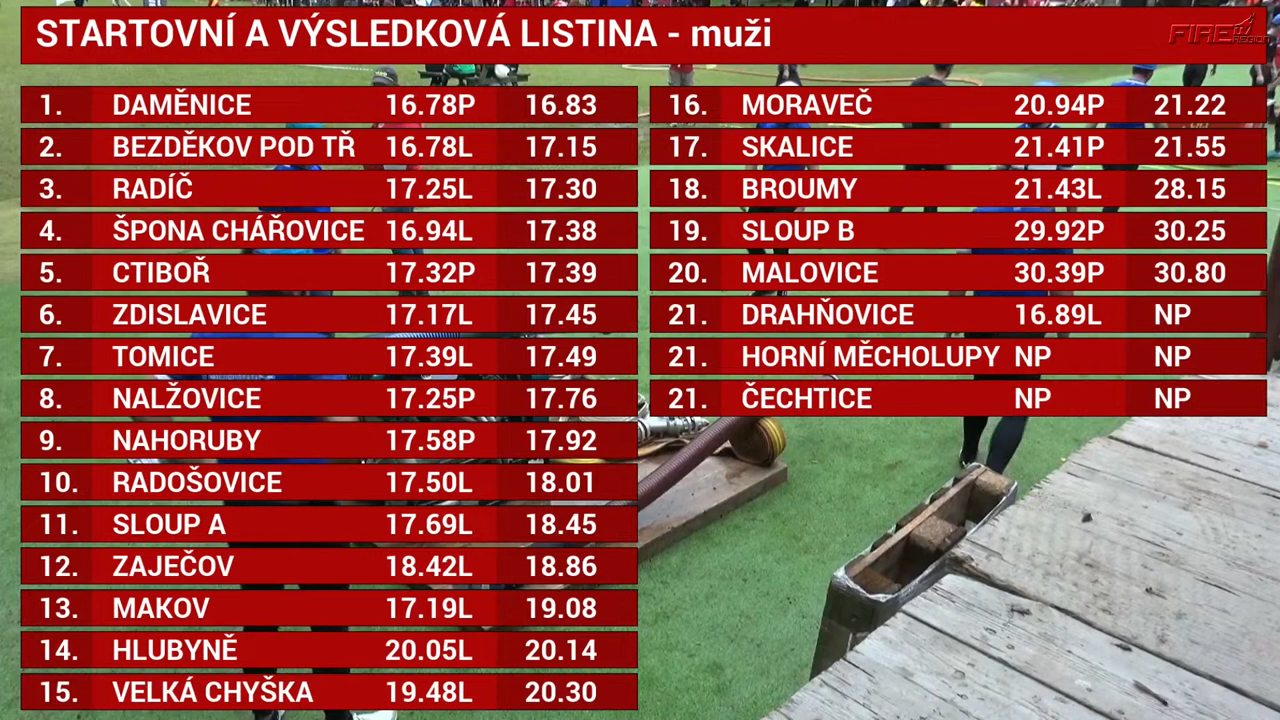 STARTOVNÍ A VÝSLEDKOVÁ LISTINA - muži
FIRE TV REGION
1. DAMĚNICE 16.78P 16.83
2. BEZDĚKOV POD TŘ 16.78L 17.15
3. RADÍČ 17.25L 17.30
4. ŠPONA CHÁŘOVICE 16.94L 17.38
5. CTIBOŘ 17.32P 17.39
6. ZDISLAVICE 17.17L 17.45
7. TOMICE 17.39L 17.49
8. NALŽOVICE 17.25P 17.76
9. NAHORUBY 17.58P 17.92
10. RADOŠOVICE 17.50L 18.01
11. SLOUP A 17.69L 18.45
12. ZAJEČOV 18.42L 18.86
13. MAKOV 17.19L 19.08
14. HLUBYNĚ 20.05L 20.14
15. VELKÁ CHYŠKA 19.48L 20.30
16. MORAVEČ 20.94P 21.22
17. SKALICE 21.41P 21.55
18. BROUMY 21.43L 28.15
19. SLOUP B 29.92P 30.25
20. MALOVICE 30.39P 30.80
21. DRAHŇOVICE 16.89L NP
21. HORNÍ MĚCHOLUPY NP NP
21. ČECHTICE NP NP